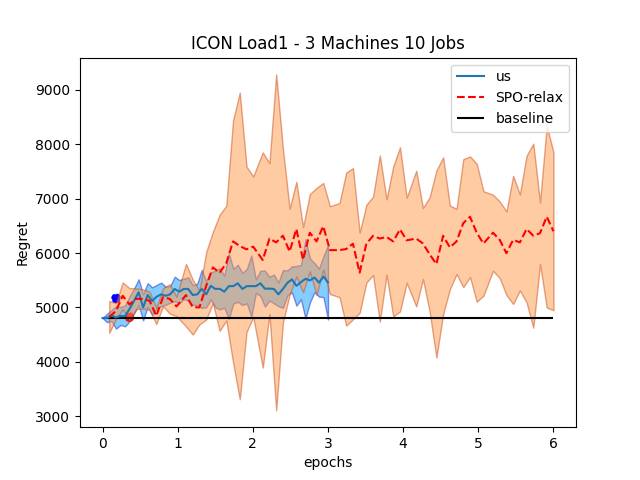 ICON Load1 - 3 Machines 10 Jobs
us
SPO-relax
baseline
Regret
9000
8000
7000
6000
5000
4000
3000
0 1 2 3 4 5 6
epochs